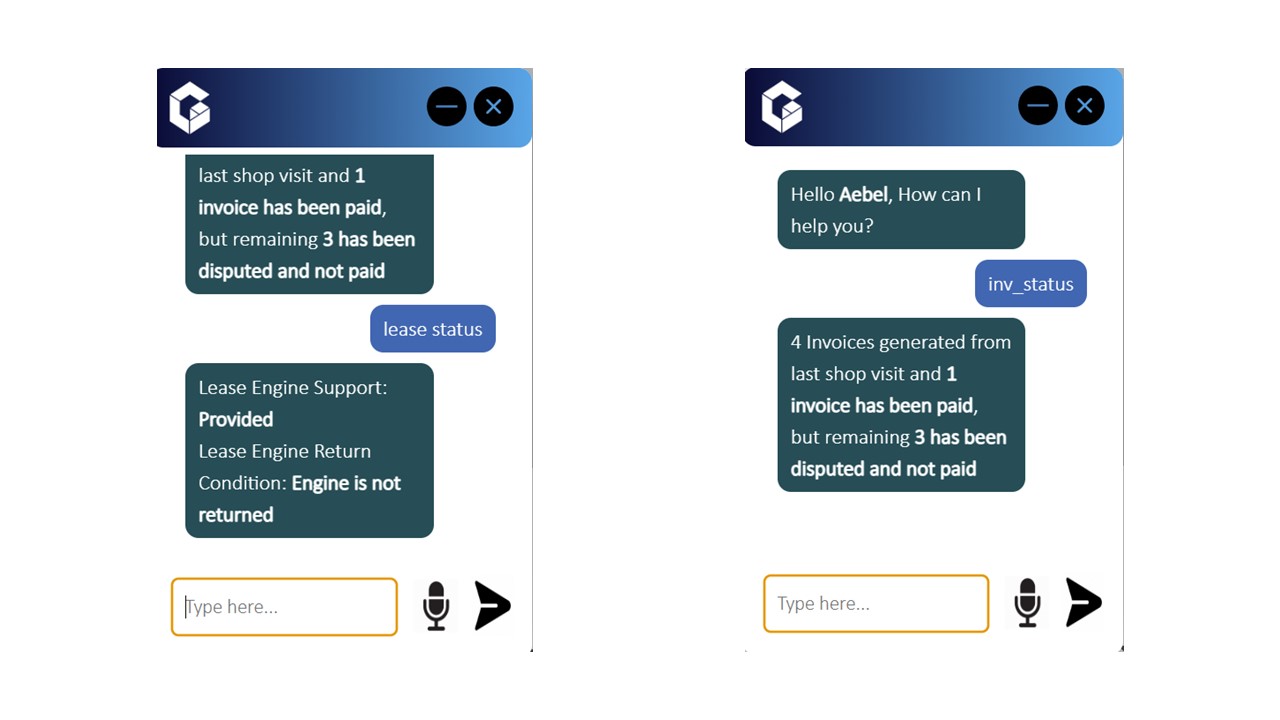 last shop visit and 1
invoice has been paid,
but remaining 3 has been
disputed and not paid
lease status
Lease Engine Support:
Provided
Lease Engine Return
Condition: Engine is not
returned
Type here...
Hello Aebel, How can I
help you?
inv_status
4 Invoices generated from
last shop visit and 1
invoice has been paid,
but remaining 3 has been
disputed and not paid
Type here...